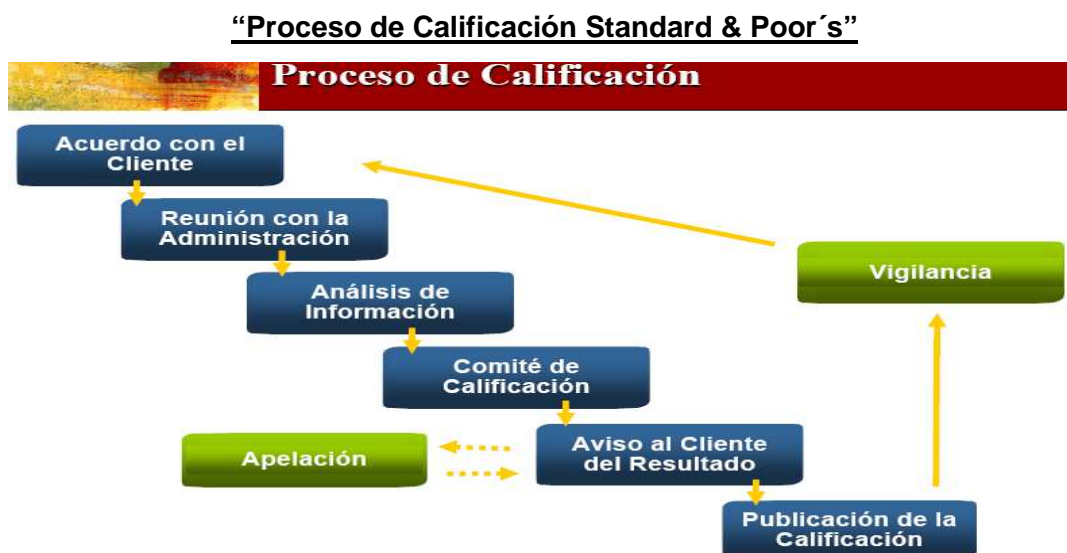 “Proceso de Calificación Standard & Poor´s”
Proceso de Calificación
Acuerdo con el
Cliente
Reunión con la
Administración
Análisis de
Información
Vigilancia
Comité de
Calificación
Apelación
Aviso al Cliente
del Resultado
Publicación de la
Calificación